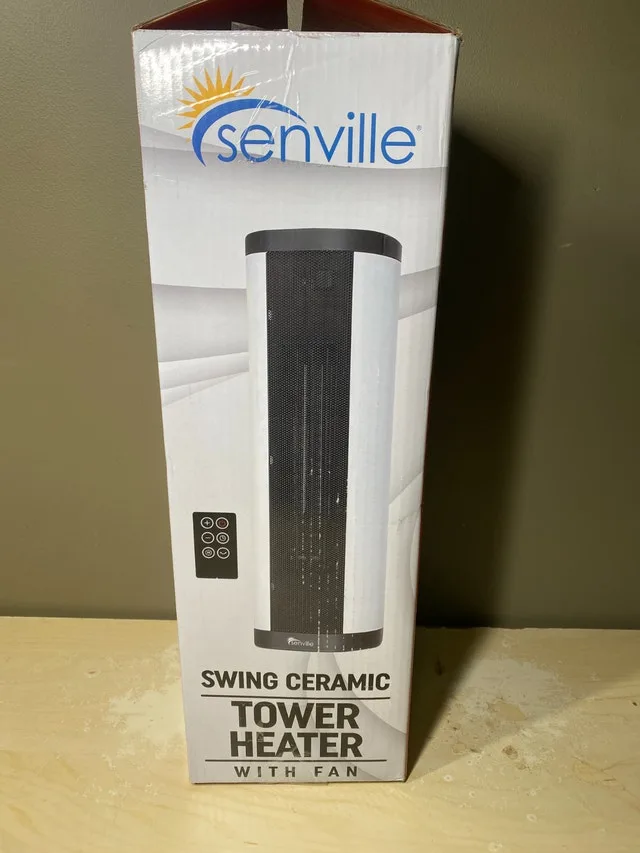 senville®
senville
SWING CERAMIC
TOWER
HEATER
WITH FAN